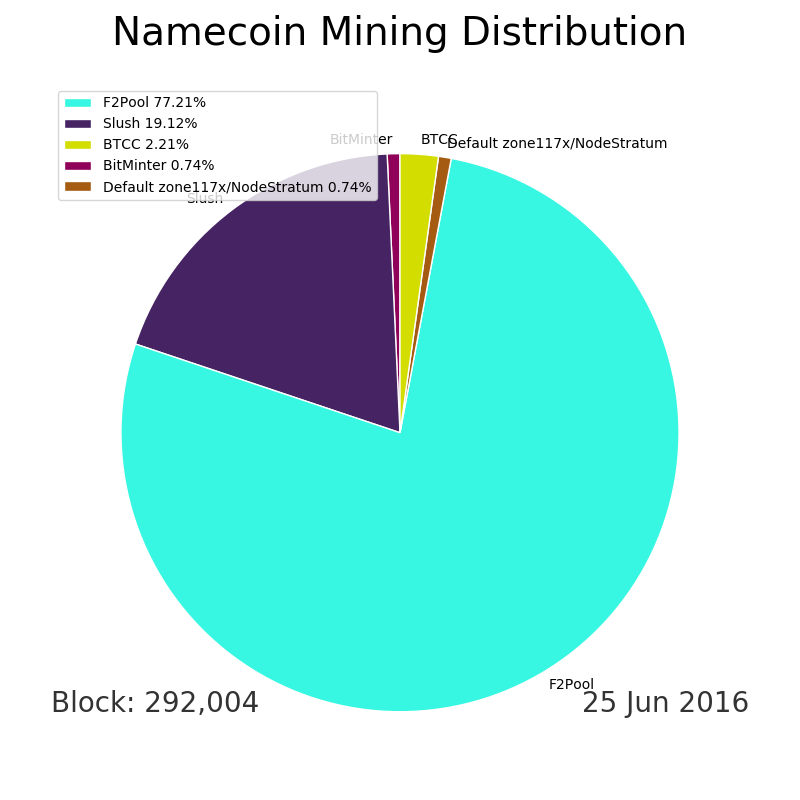 Namecoin Mining Distribution
F2Pool 77.21%
Slush 19.12%
BTCC 2.21%
BitMinter 0.74%
Default zone117x/NodeStratum 0.74%
BitMinter
BTCC
Default zone117x/NodeStratum
Slush
F2Pool
Block: 292,004
25 Jun 2016